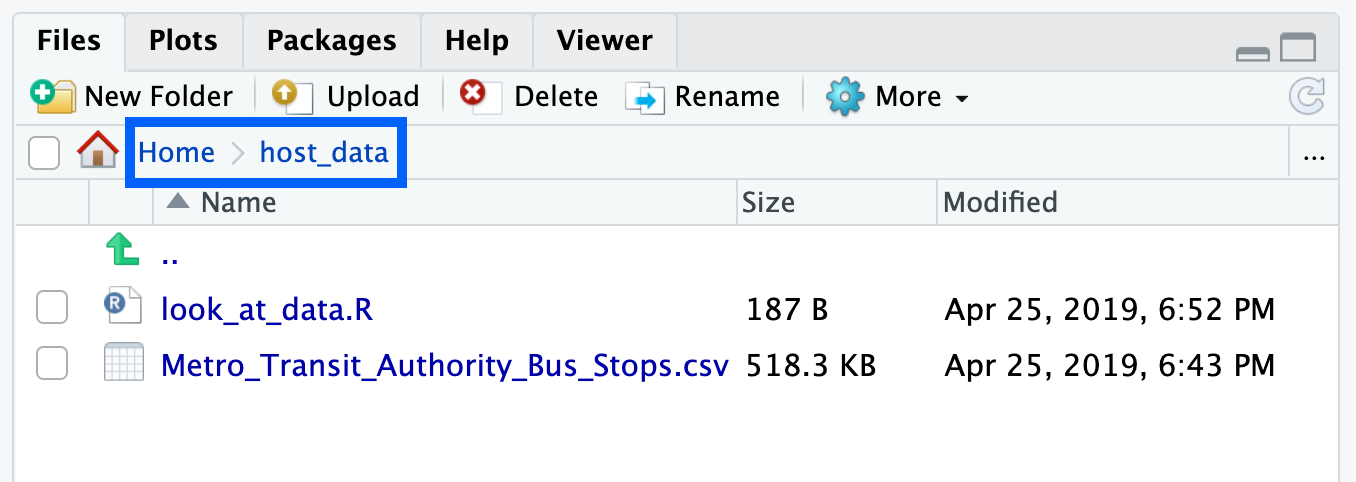 Files Plots Packages Help Viewer
New Folder Upload Delete Rename More
Home host_data ...
Name Size Modified
..
R look_at_data.R 187 B Apr 25, 2019, 6:52 PM
Metro_Transit_Authority_Bus_Stops.csv 518.3 KB Apr 25, 2019, 6:43 PM